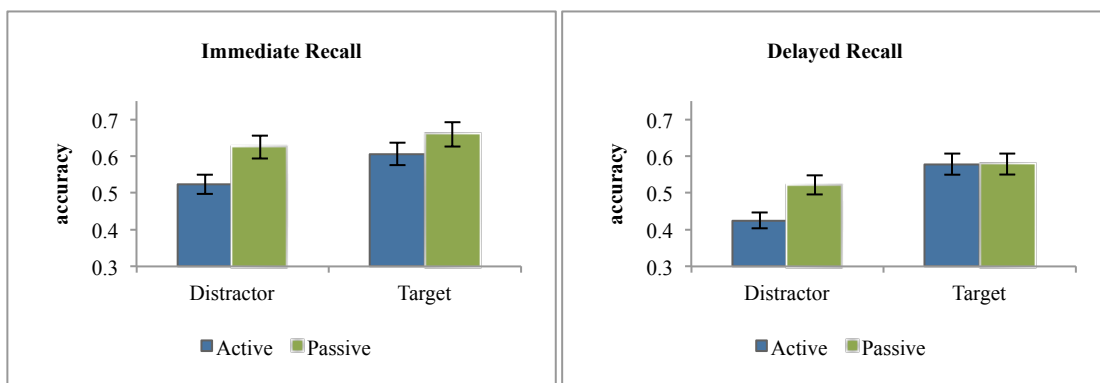 Immediate Recall
accuracy
0.7
0.6
0.5
0.4
0.3
Distractor Target
Active Passive
Delayed Recall
accuracy
0.7
0.6
0.5
0.4
0.3
Distractor Target
Active Passive